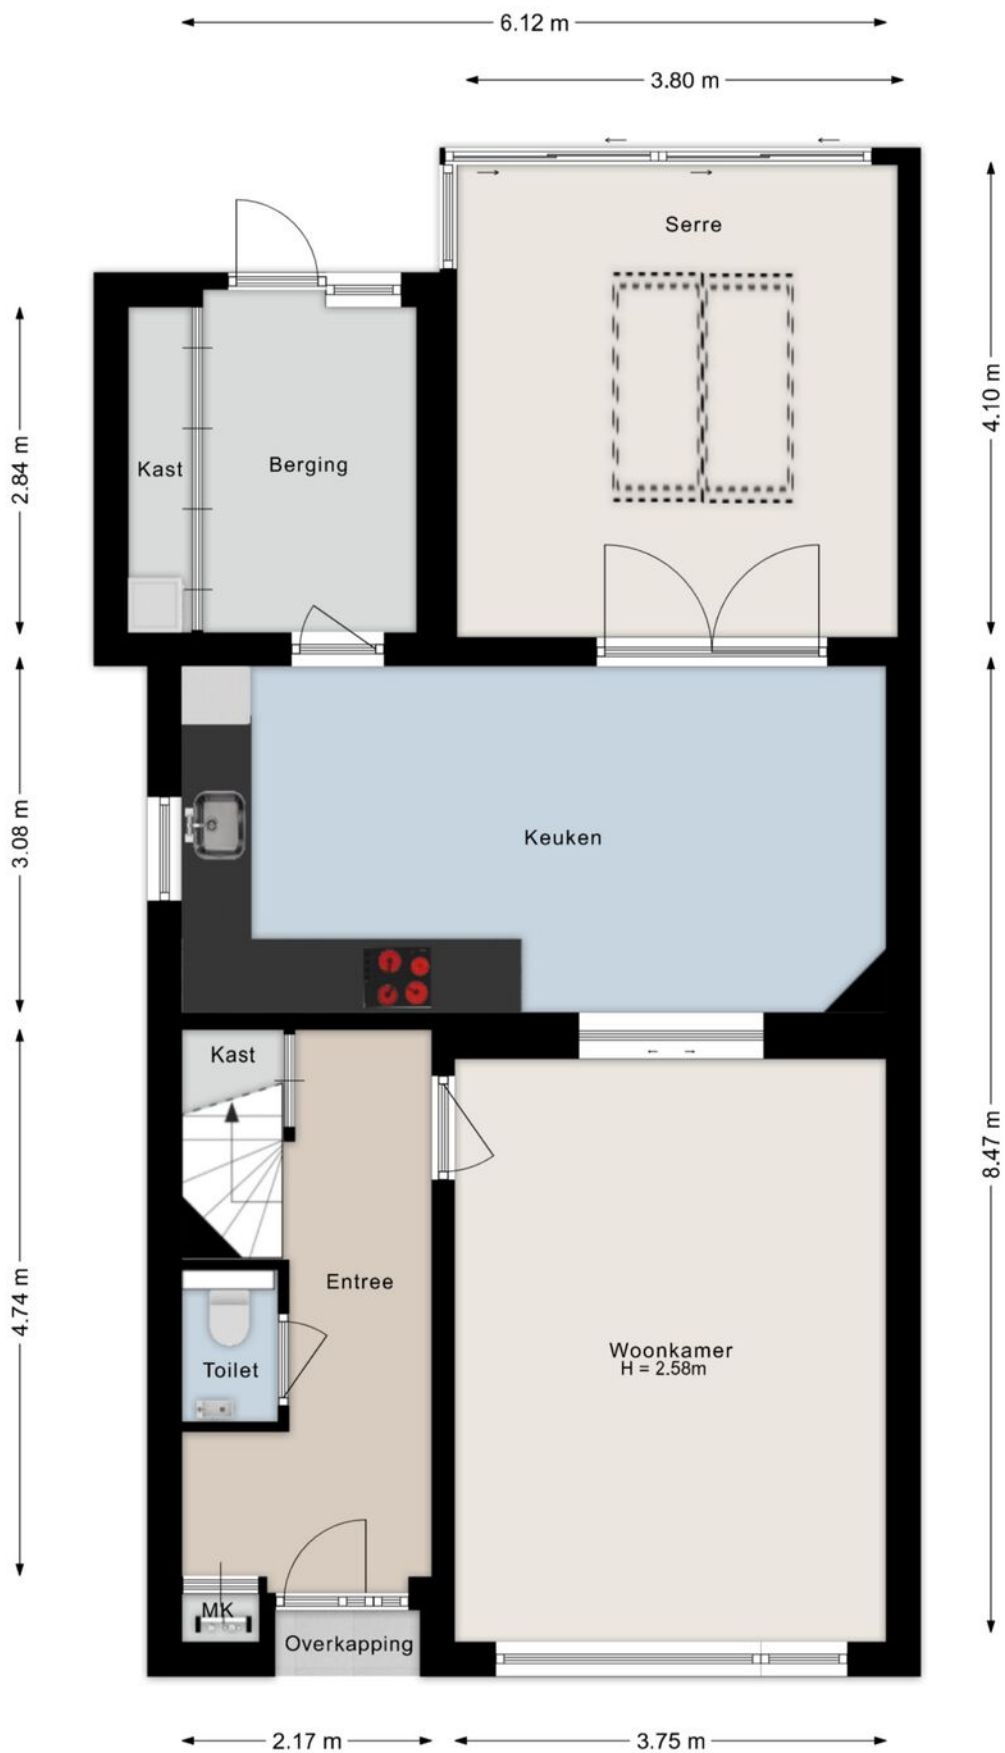 6.12 m
3.80 m
Serre
4.10 m
2.84 m
Kast
Berging
3.08 m
Keuken
Kast
8.47 m
4.74 m
Entree
Toilet
Woonkamer
H = 2.58m
MK
Overkapping
2.17 m
3.75 m